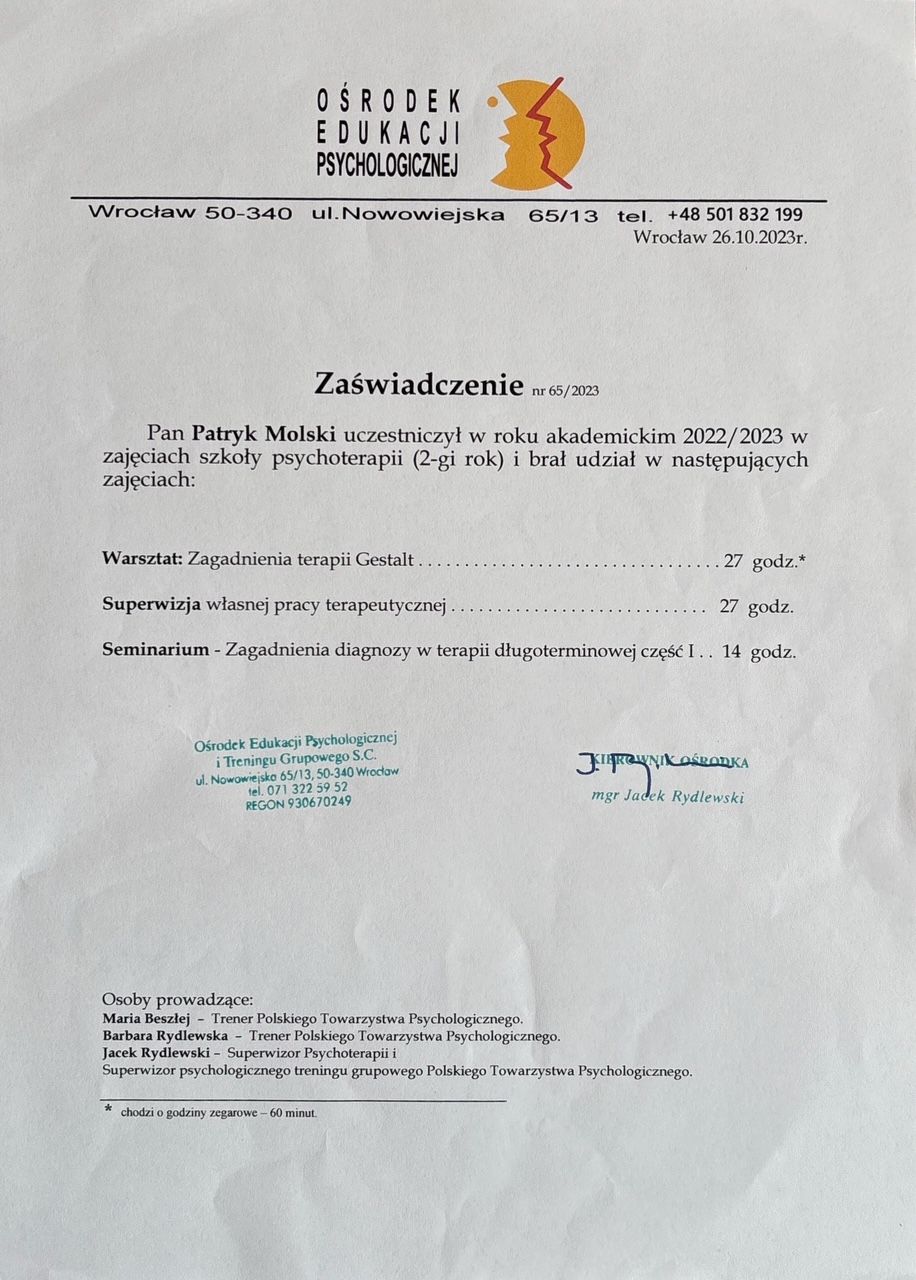 OŚRODEK
EDUKACJI
PSYCHOLOGICZNEJ
Wrocław 50-340 ul.Nowowiejska 65/13 tel. +48 501 832 199
Wrocław 26.10.2023r.
Zaświadczenie nr 65/2023
Pan Patryk Molski uczestniczył w roku akademickim 2022/2023 w
zajęciach szkoły psychoterapii (2-gi rok) i brał udział w następujących
zajęciach:
Warsztat: Zagadnienia terapii Gestalt . . . . . . . . . . . . . . . . . . . . . . . . . . . . . . . . . 27 godz.*
Superwizja własnej pracy terapeutycznej . . . . . . . . . . . . . . . . . . . . . . . . . . . . 27 godz.
Seminarium - Zagadnienia diagnozy w terapii długoterminowej część I . . 14 godz.
Ośrodek Edukacji Psychologicznej
i Treningu Grupowego S.C.
ul. Nowowiejska 65/13, 50-340 Wrocław
tel. 071 322 59 52
REGON 930670249
KIEROWNIK OŚRODKA
mgr Jacek Rydlewski
Osoby prowadzące:
Maria Beszłej – Trener Polskiego Towarzystwa Psychologicznego.
Barbara Rydlewska – Trener Polskiego Towarzystwa Psychologicznego.
Jacek Rydlewski – Superwizor Psychoterapii i
Superwizor psychologicznego treningu grupowego Polskiego Towarzystwa Psychologicznego.
* chodzi o godziny zegarowe – 60 minut.